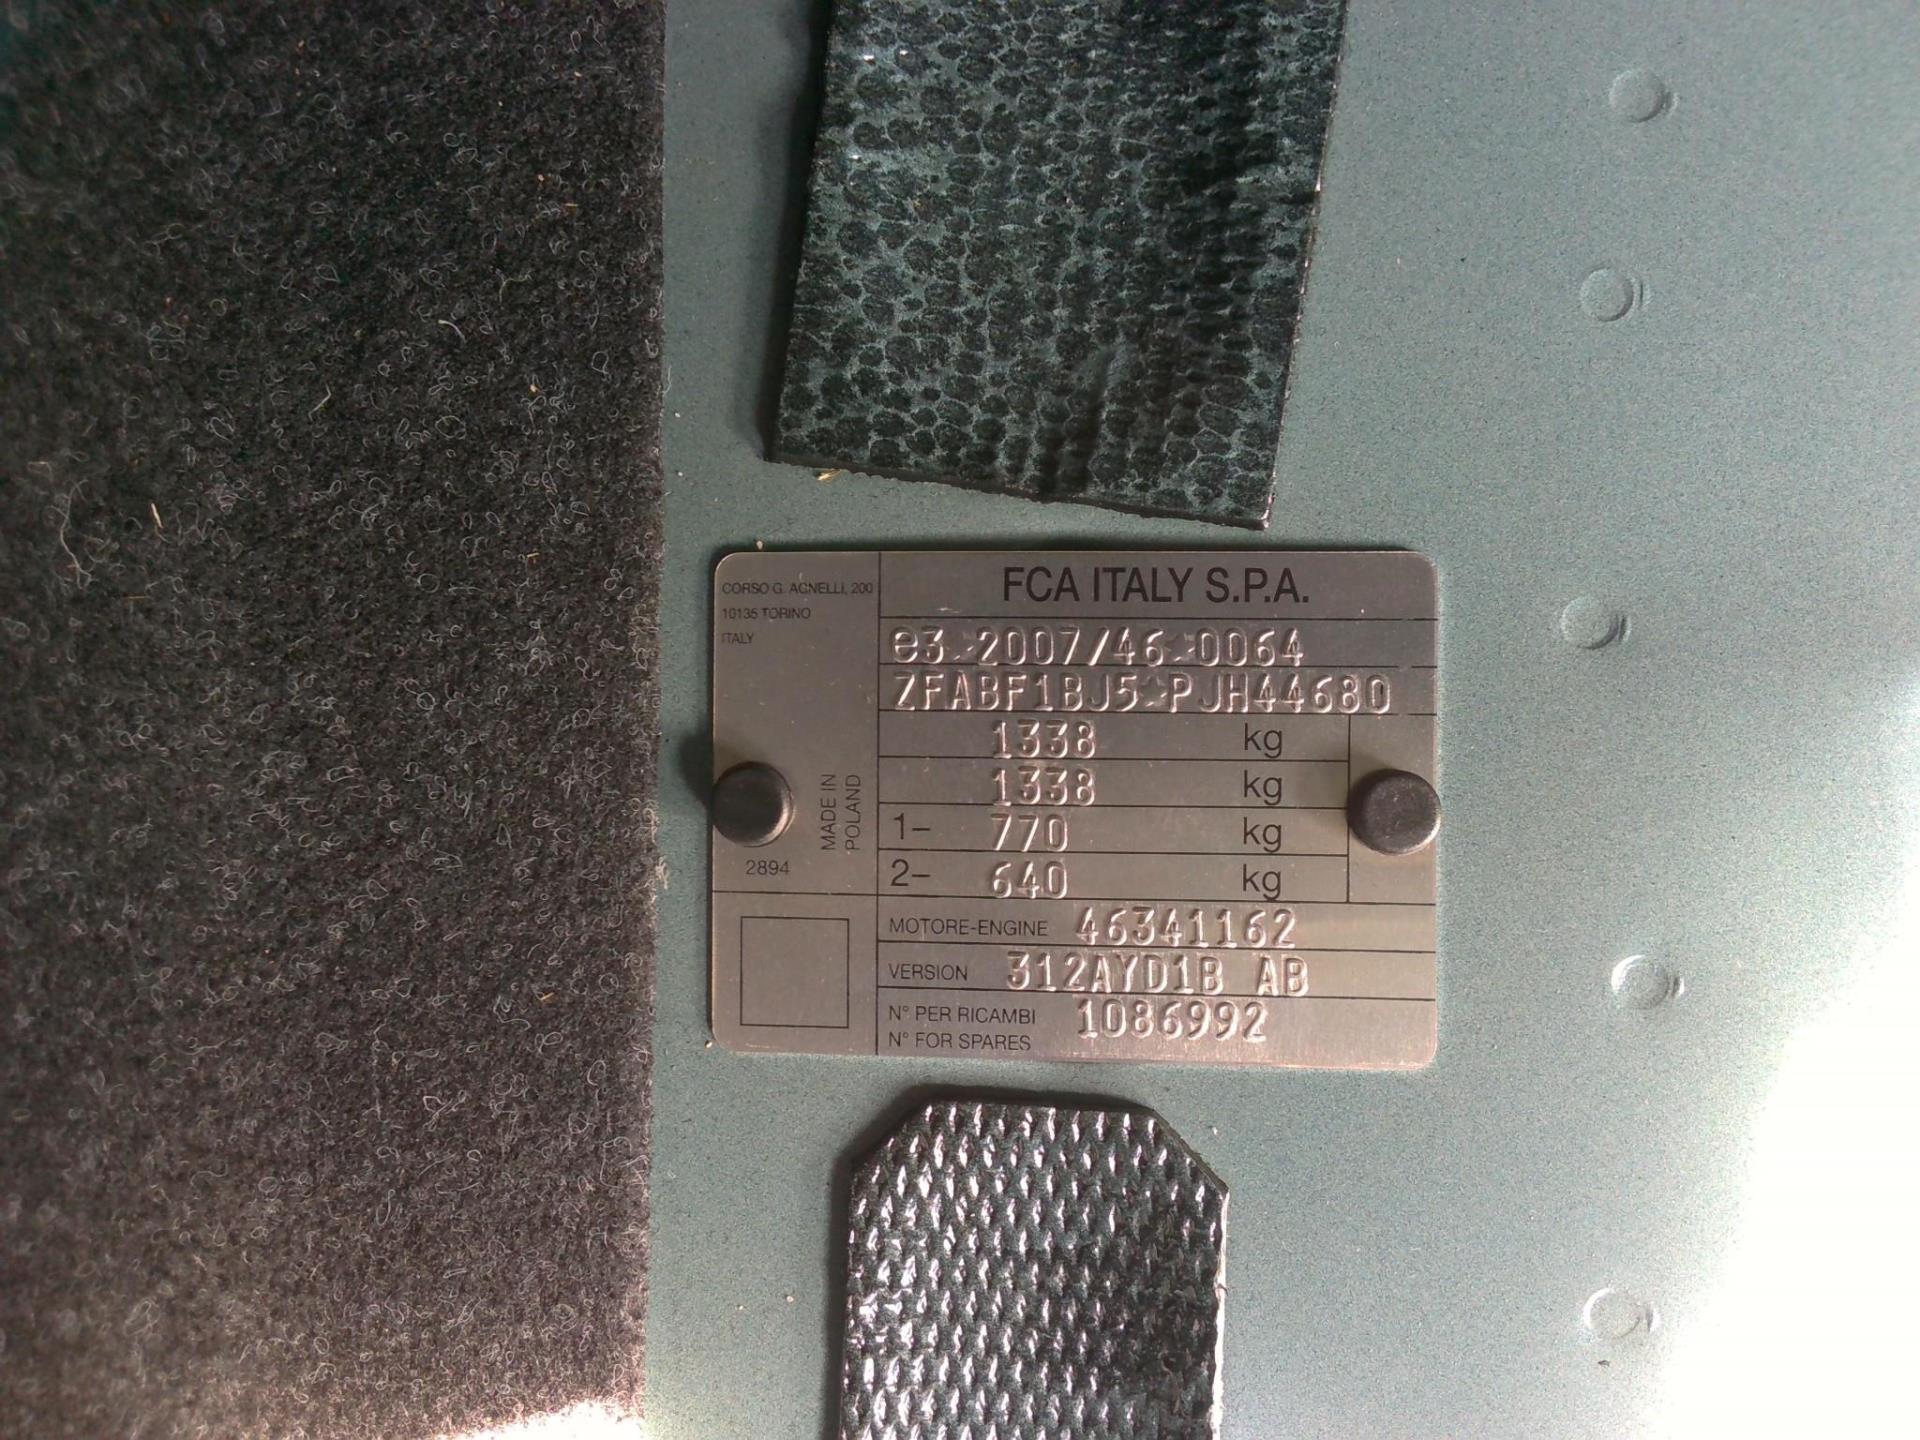 CORSO G. AGNELLI, 200
10135 TORINO
ITALY
FCA ITALY S.P.A.
e3*2007/46*0064
ZFABF1BJ5*PJH44680
1338 kg
1338 kg
1– 770 kg
2– 640 kg
MADE IN
POLAND
2894
MOTORE-ENGINE 46341162
VERSION 312AYD1B AB
N° PER RICAMBI 1086992
N° FOR SPARES